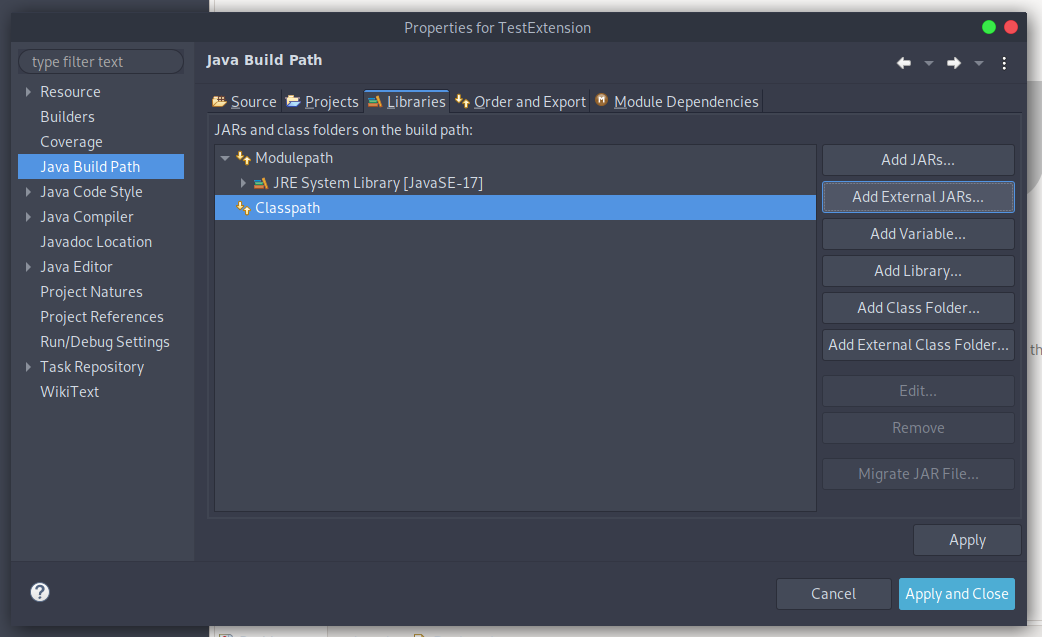 Properties for TestExtension
type filter text
Resource
Builders
Coverage
Java Build Path
Java Code Style
Java Compiler
Javadoc Location
Java Editor
Project Natures
Project References
Run/Debug Settings
Task Repository
WikiText
Java Build Path
Source Projects Libraries Order and Export M Module Dependencies
JARs and class folders on the build path:
Modulepath
JRE System Library [JavaSE-17]
Classpath
Add JARs...
Add External JARs...
Add Variable...
Add Library...
Add Class Folder...
Add External Class Folder...
Edit...
Remove
Migrate JAR File...
Apply
?
Cancel
Apply and Close
th